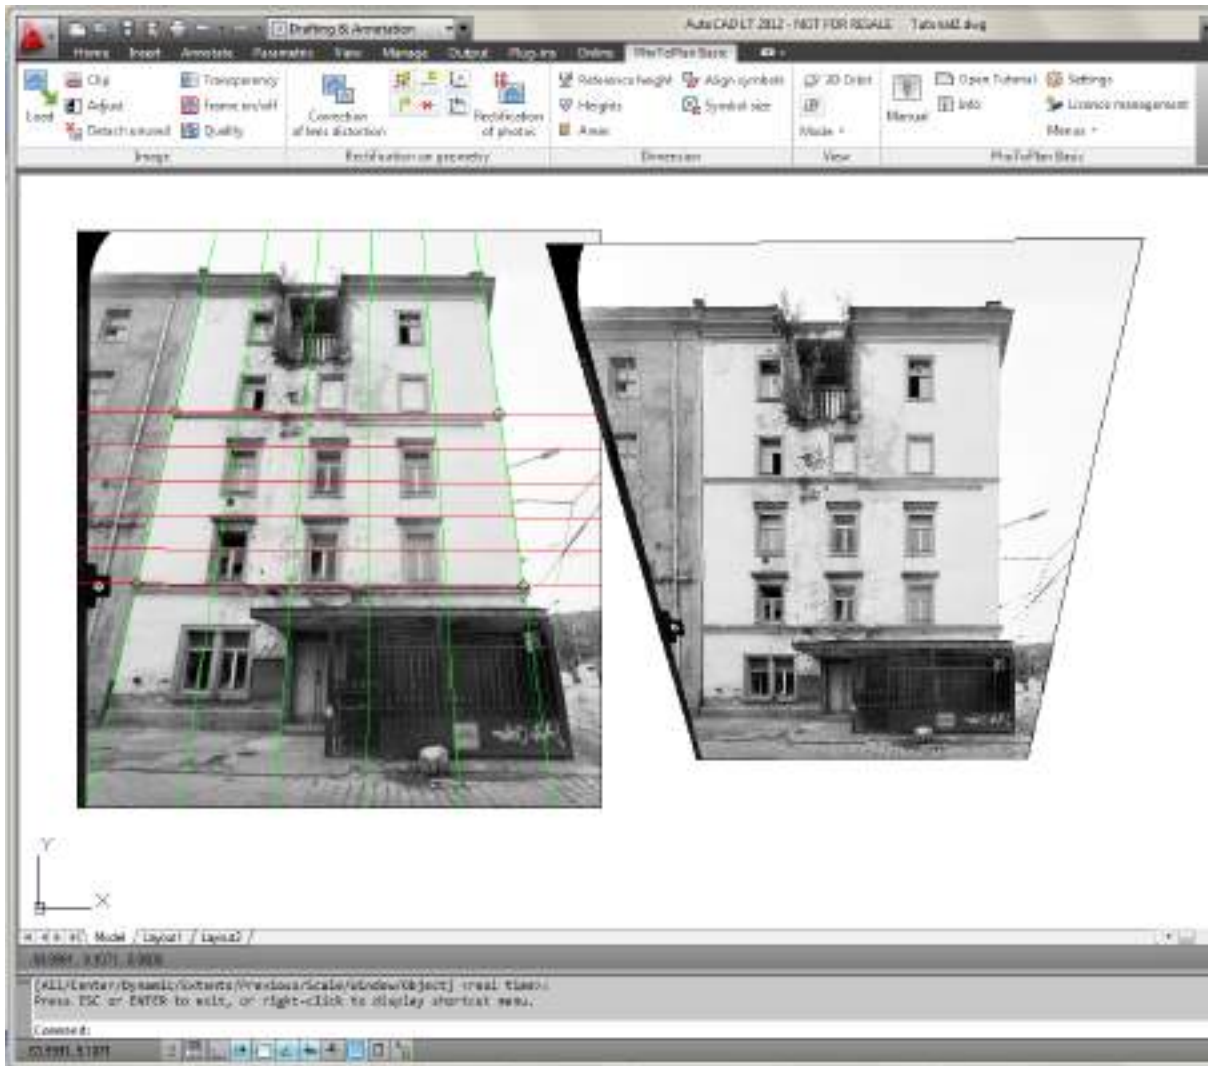 Drafting & Annotation
AutoCAD LT 2012 - NOT FOR RESALE Tutorial2.dwg
Home Insert Annotate Parametric View Manage Output Plug-ins Online PhoToPlan Basic
Load
Clip
Adjust
Detach unused
Transparency
Frame on/off
Quality
Correction of lens distortion
Rectification of photos
Reference height
Heights
Areas
Align symbols
Symbol size
3D Orbit
Mode
Manual
Open Tutorial
Info
Settings
Licence management
Menus
Image Rectification on geometry Dimension View PhoToPlan Basic
Y
X
Model / Layout1 / Layout2 /
[All/Center/Dynamic/Extents/Previous/Scale/Window/Object] <real time>:
Press ESC or ENTER to exit, or right-click to display shortcut menu.
Command: